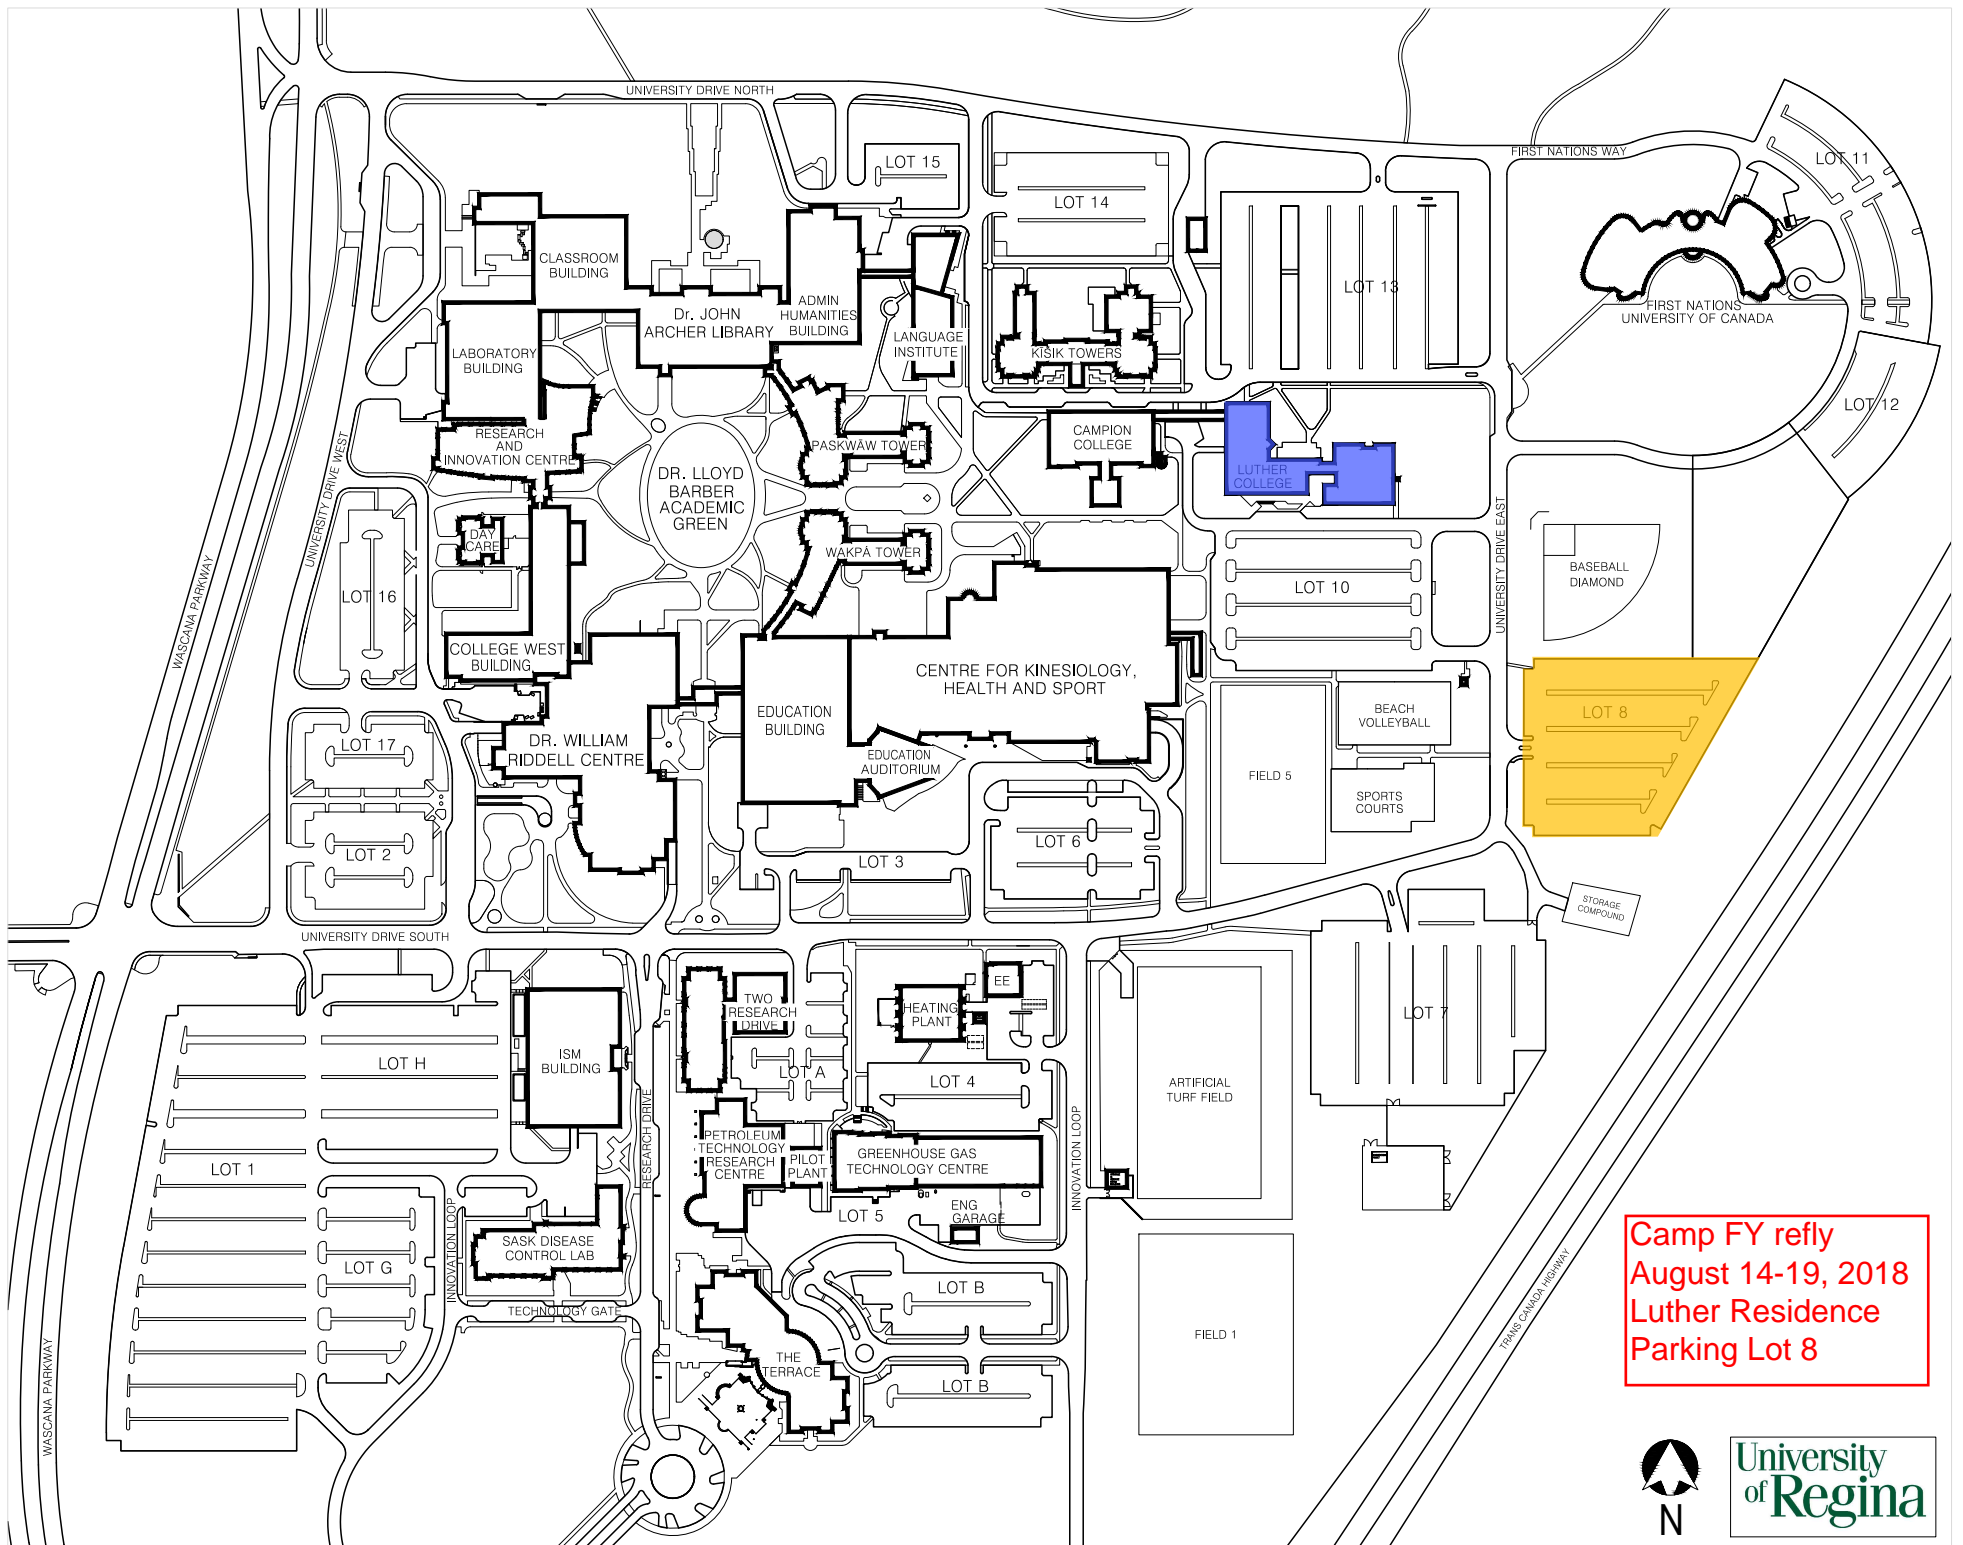 UNIVERSITY DRIVE NORTH
FIRST NATIONS WAY
LOT 15
LOT 11
LOT 14
CLASSROOM
BUILDING
LOT 13
ADMIN
HUMANITIES
BUILDING
Dr. JOHN
ARCHER LIBRARY
FIRST NATIONS
UNIVERSITY OF CANADA
LANGUAGE
INSTITUTE
KĪSIK TOWERS
LABORATORY
BUILDING
LOT 12
RESEARCH
AND
INNOVATION CENTRE
PASKWĀW TOWER
CAMPION
COLLEGE
LUTHER
COLLEGE
DR. LLOYD
BARBER
ACADEMIC
GREEN
UNIVERSITY DRIVE WEST
UNIVERSITY DRIVE EAST
DAY
CARE
WAKPĀ TOWER
BASEBALL
DIAMOND
LOT 10
LOT 16
WASCANA PARKWAY
COLLEGE WEST
BUILDING
CENTRE FOR KINESIOLOGY,
HEALTH AND SPORT
EDUCATION
BUILDING
BEACH
VOLLEYBALL
LOT 8
LOT 17
DR. WILLIAM
RIDDELL CENTRE
EDUCATION
AUDITORIUM
FIELD 5
SPORTS
COURTS
LOT 2
LOT 3
LOT 6
STORAGE
COMPOUND
UNIVERSITY DRIVE SOUTH
TWO
RESEARCH
DRIVE
EE
HEATING
PLANT
LOT 7
LOT H
ISM
BUILDING
LOT A
LOT 4
ARTIFICIAL
TURF FIELD
RESEARCH DRIVE
INNOVATION LOOP
PETROLEUM
TECHNOLOGY
RESEARCH
CENTRE
PILOT
PLANT
GREENHOUSE GAS
TECHNOLOGY CENTRE
LOT 1
LOT 5
ENG
GARAGE
INNOVATION LOOP
SASK DISEASE
CONTROL LAB
LOT G
LOT B
TECHNOLOGY GATE
FIELD 1
TRANS CANADA HIGHWAY
THE
TERRACE
LOT B
WASCANA PARKWAY
Camp FY refly
August 14-19, 2018
Luther Residence
Parking Lot 8
N
University
of Regina